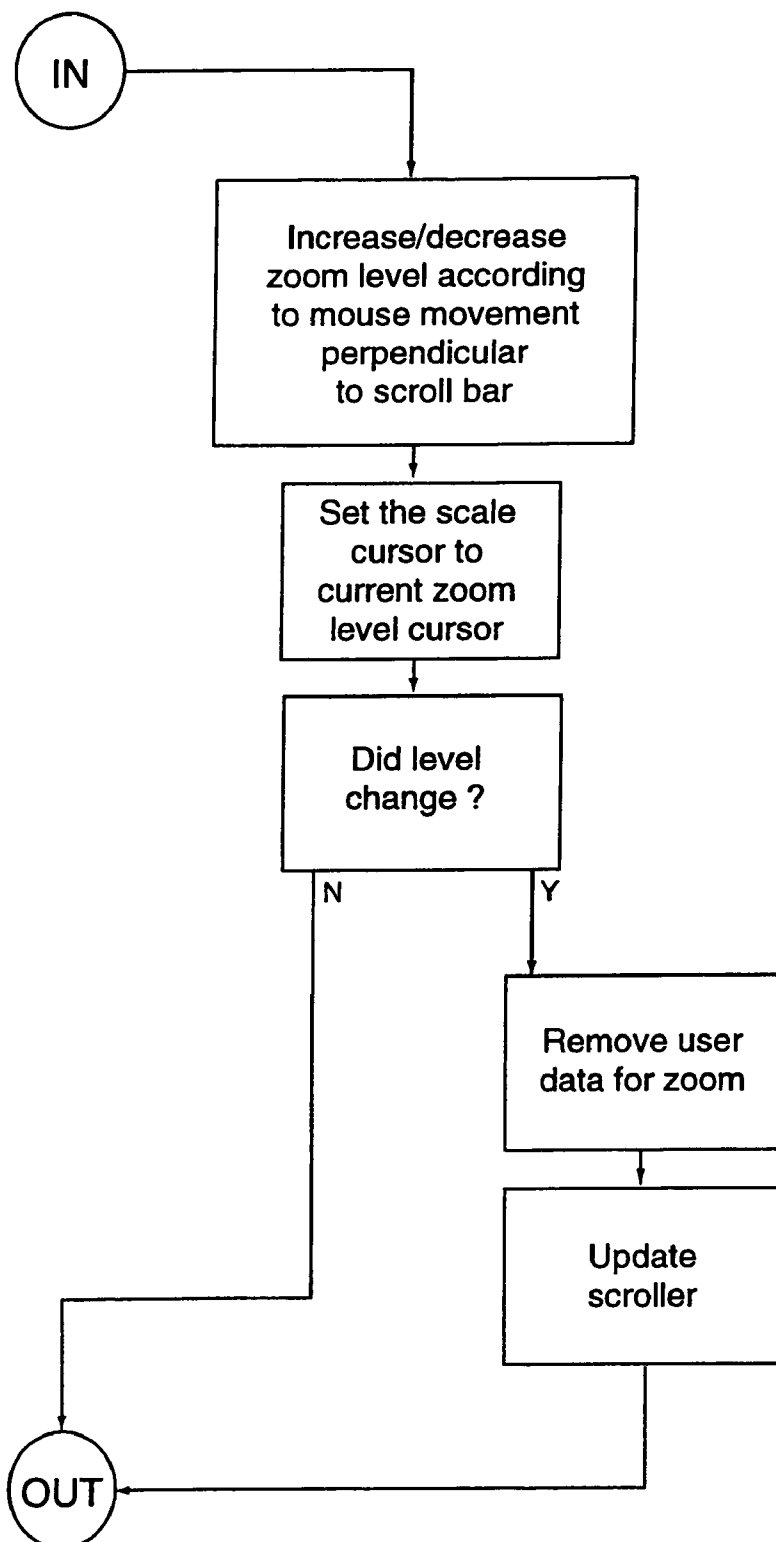 IN
Increase/decrease
zoom level according
to mouse movement
perpendicular
to scroll bar
Set the scale
cursor to
current zoom
level cursor
Did level
change ?
N
Y
Remove user
data for zoom
Update
scroller
OUT